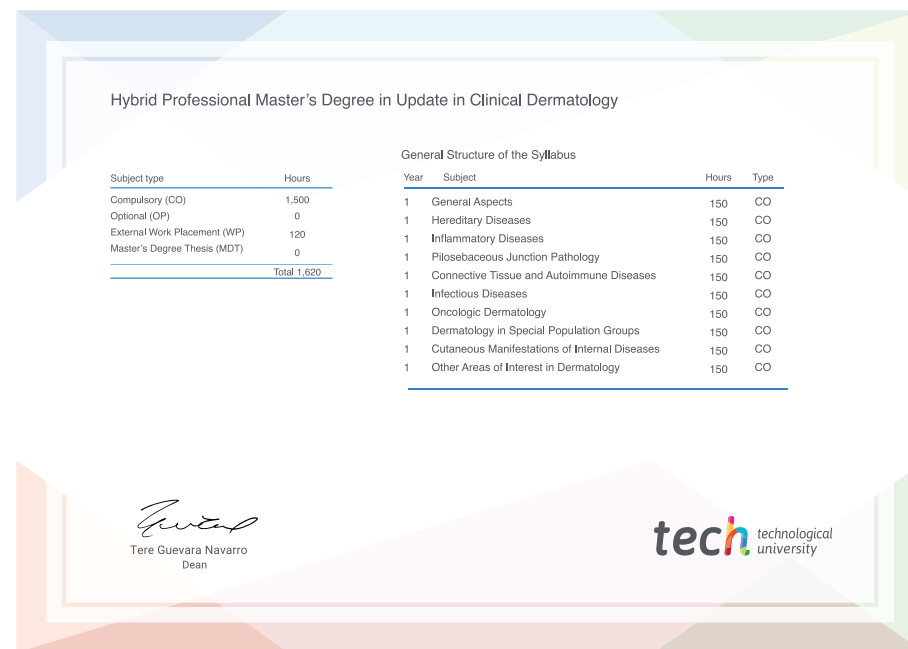 Hybrid Professional Master's Degree in Update in Clinical Dermatology
Subject type Hours
Compulsory (CO) 1,500
Optional (OP) 0
External Work Placement (WP) 120
Master's Degree Thesis (MDT) 0
Total 1,620
General Structure of the Syllabus
Year Subject Hours Type
1 General Aspects 150 CO
1 Hereditary Diseases 150 CO
1 Inflammatory Diseases 150 CO
1 Pilosebaceous Junction Pathology 150 CO
1 Connective Tissue and Autoimmune Diseases 150 CO
1 Infectious Diseases 150 CO
1 Oncologic Dermatology 150 CO
1 Dermatology in Special Population Groups 150 CO
1 Cutaneous Manifestations of Internal Diseases 150 CO
1 Other Areas of Interest in Dermatology 150 CO
Tere Guevara Navarro
Dean
tech technological
university